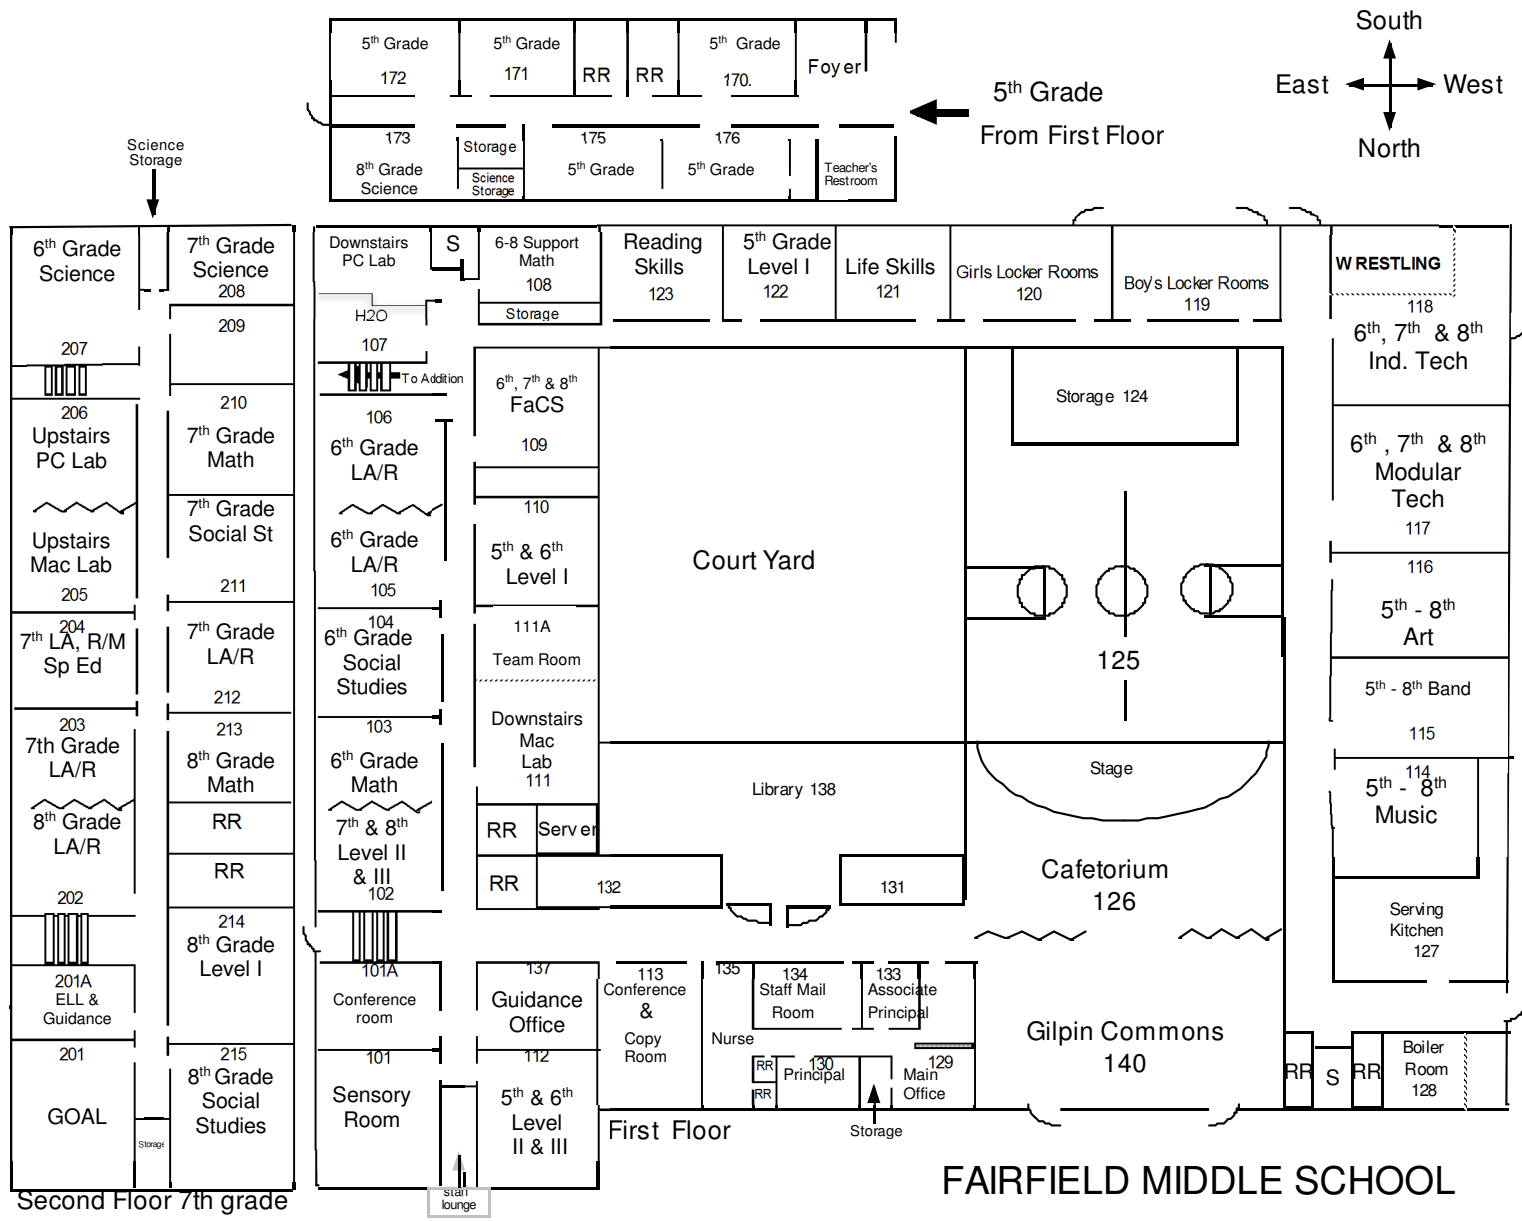 South
East West
North
5th Grade
172
5th Grade
171
RR
RR
5th Grade
170.
Foyer
5th Grade
From First Floor
173
8th Grade
Science
Storage
Science
Storage
175
5th Grade
176
5th Grade
Teacher's
Restroom
Science
Storage
6th Grade
Science
207
7th Grade
Science
208
209
206
Upstairs
PC Lab
210
7th Grade
Math
Upstairs
Mac Lab
205
7th Grade
Social St
211
204
7th LA, R/M
Sp Ed
7th Grade
LA/R
212
203
7th Grade
LA/R
213
8th Grade
Math
8th Grade
LA/R
202
RR
RR
214
8th Grade
Level I
201A
ELL &
Guidance
201
GOAL
Storage
215
8th Grade
Social
Studies
Second Floor 7th grade
Downstairs
PC Lab
S
6-8 Support
Math
108
Storage
H2O
107
To Addition
106
6th Grade
LA/R
6th Grade
LA/R
105
104
6th Grade
Social
Studies
103
6th Grade
Math
7th & 8th
Level II
& III
102
101A
Conference
room
101
Sensory
Room
staff
lounge
6th, 7th & 8th
FaCS
109
110
5th & 6th
Level I
111A
Team Room
Downstairs
Mac
Lab
111
RR
Server
RR
132
137
Guidance
Office
112
5th & 6th
Level
II & III
Reading
Skills
123
5th Grade
Level I
122
Life Skills
121
Girls Locker Rooms
120
Boy's Locker Rooms
119
WRESTLING
118
6th, 7th & 8th
Ind. Tech
Court Yard
Storage 124
125
6th , 7th & 8th
Modular
Tech
117
116
5th - 8th
Art
5th - 8th Band
115
114
5th - 8th
Music
Library 138
131
Stage
Cafetorium
126
Serving
Kitchen
127
113
Conference
&
Copy
Room
135
Nurse
134
Staff Mail
Room
133
Associate
Principal
RR
RR
130
Principal
129
Main
Office
Storage
Gilpin Commons
140
RR
S
RR
Boiler
Room
128
First Floor
FAIRFIELD MIDDLE SCHOOL